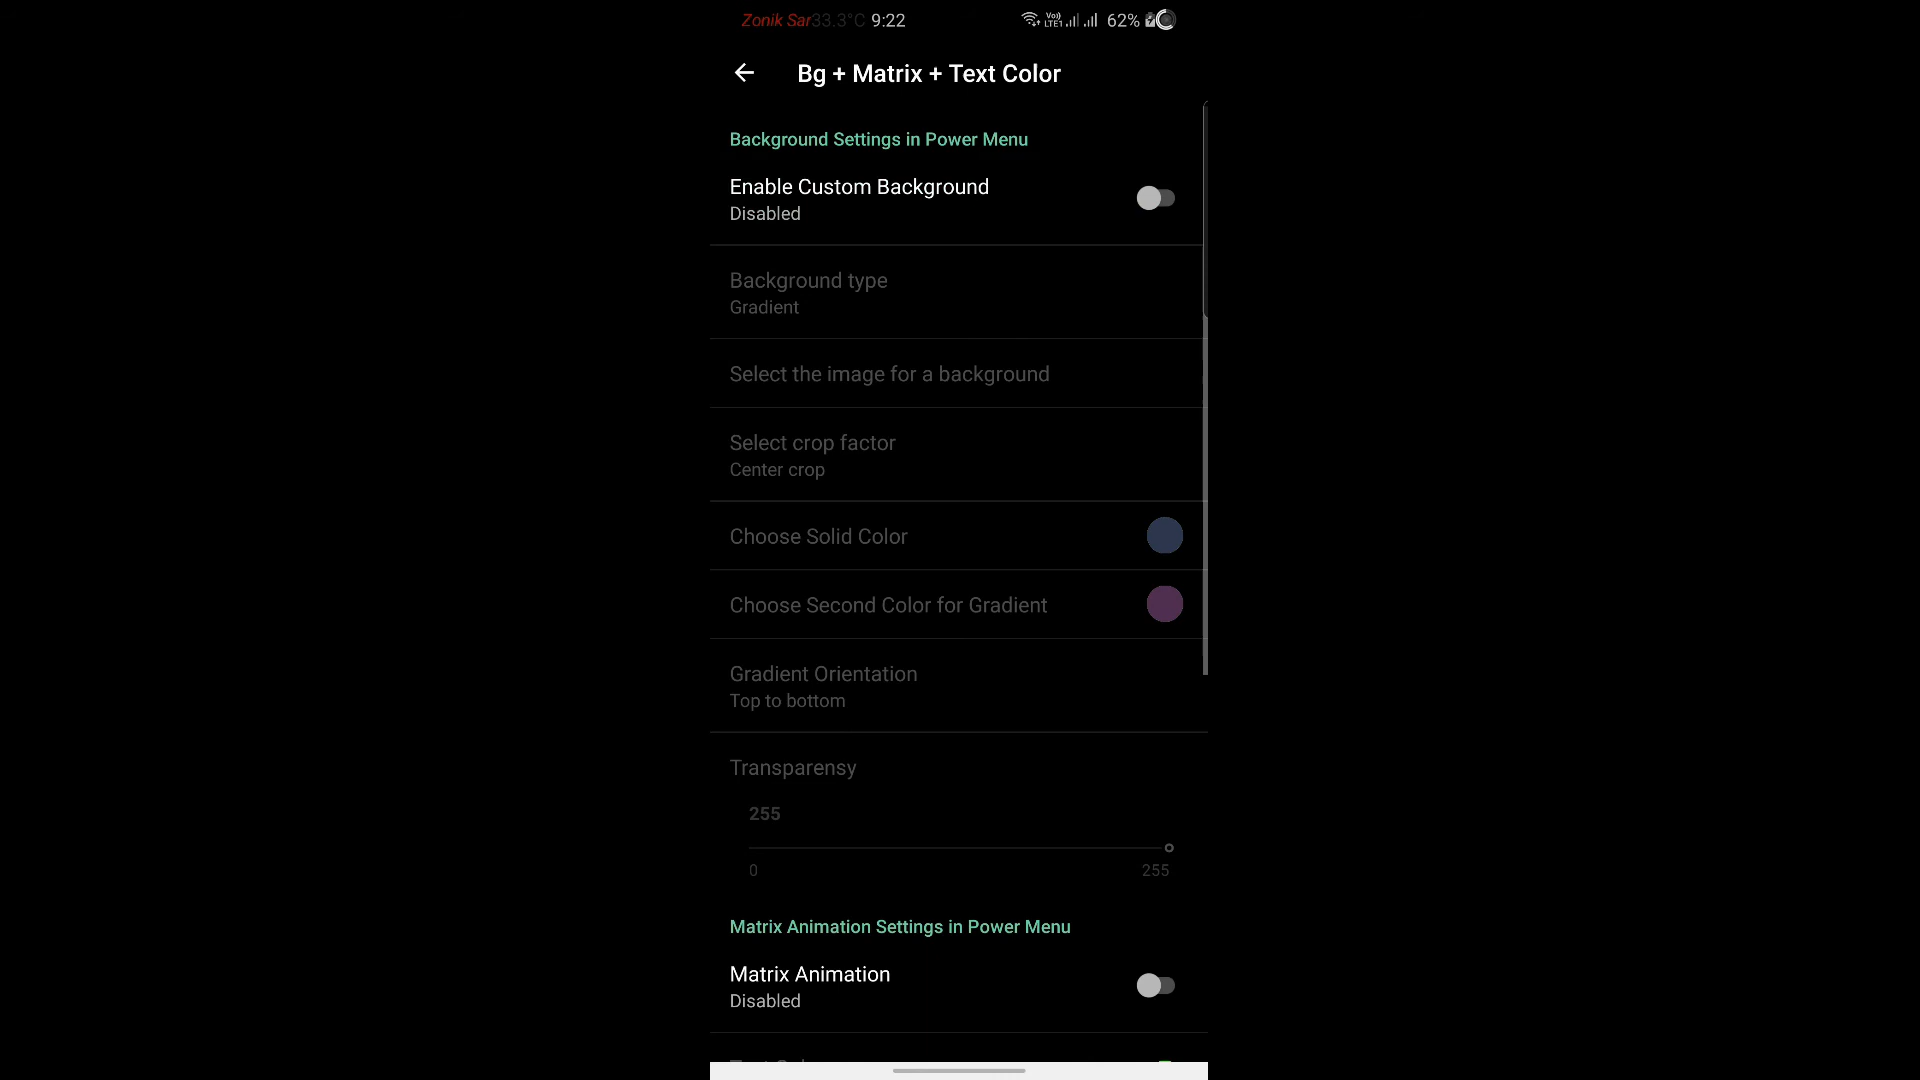 Zonik Sar33.3°C 9:22 62%
Bg + Matrix + Text Color
Background Settings in Power Menu
Enable Custom Background
Disabled
Background type
Gradient
Select the image for a background
Select crop factor
Center crop
Choose Solid Color
Choose Second Color for Gradient
Gradient Orientation
Top to bottom
Transparensy
255
0 255
Matrix Animation Settings in Power Menu
Matrix Animation
Disabled